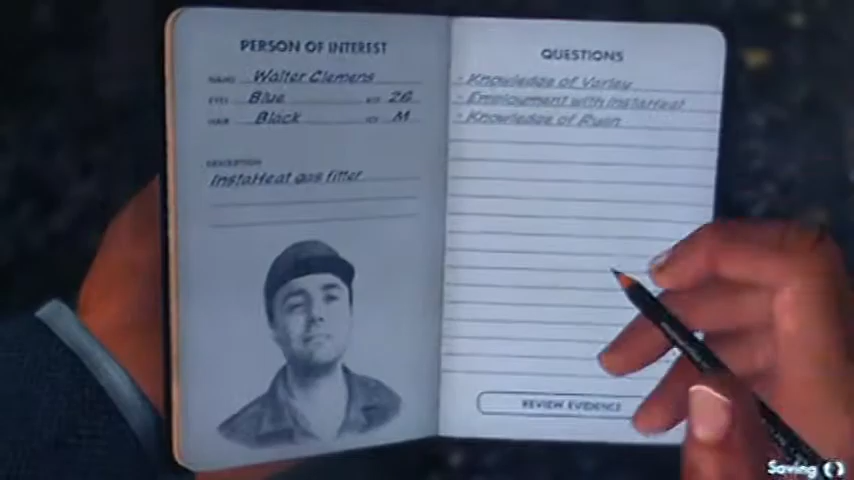 PERSON OF INTEREST
NAME Walter Clemens
EYES Blue AGE 26
HAIR Black SEX M
DESCRIPTION
InstaHeat gas fitter
QUESTIONS
- Knowledge of Varley
- Employment with InstaHeat
- Knowledge of Ryan
REVIEW EVIDENCE
Saving